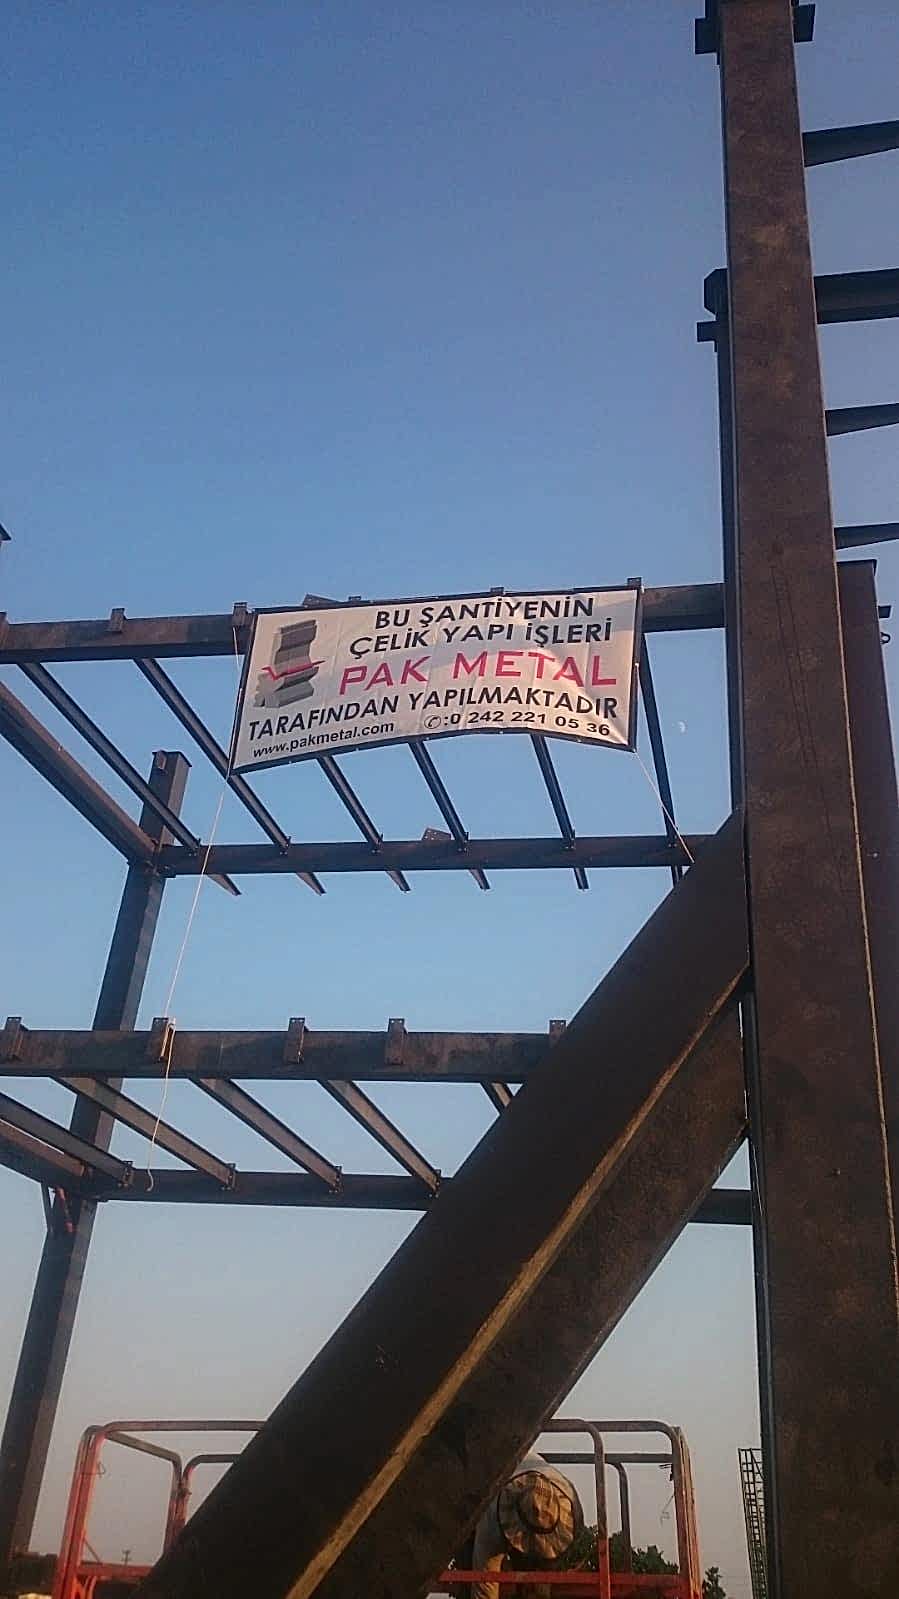 BU ŞANTİYENİN
ÇELİK YAPI İŞLERİ
PAK METAL
TARAFINDAN YAPILMAKTADIR
www.pakmetal.com ✆:0 242 221 05 36